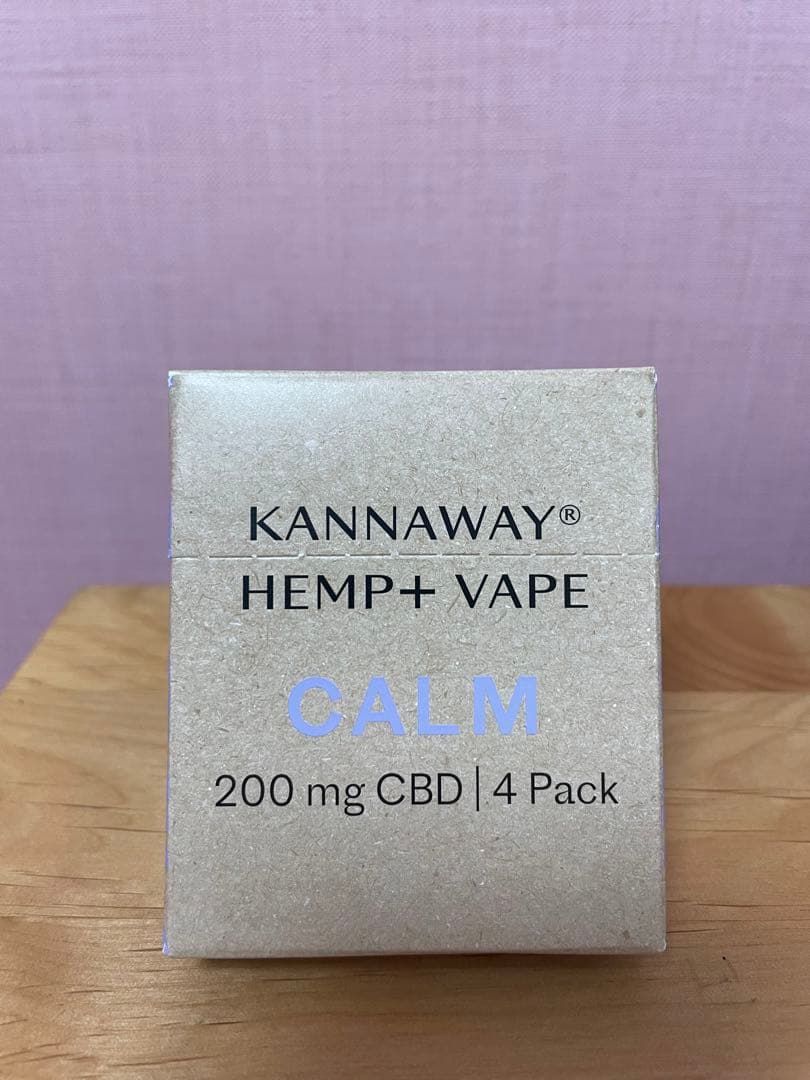 KANNAWAY®
HEMP+ VAPE
CALM
200 mg CBD | 4 Pack